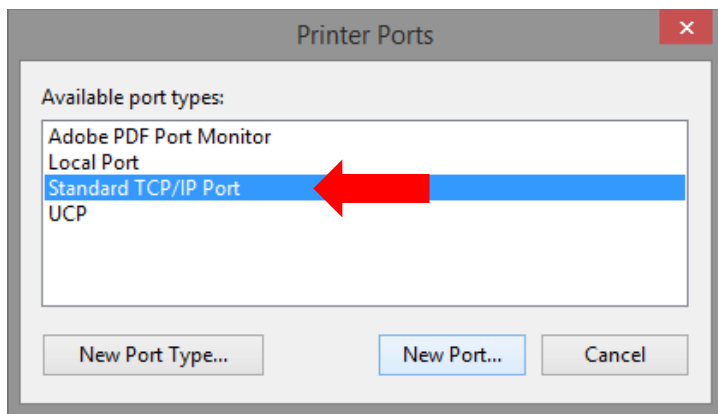 Printer Ports
Available port types:
Adobe PDF Port Monitor
Local Port
Standard TCP/IP Port
UCP
New Port Type... New Port... Cancel